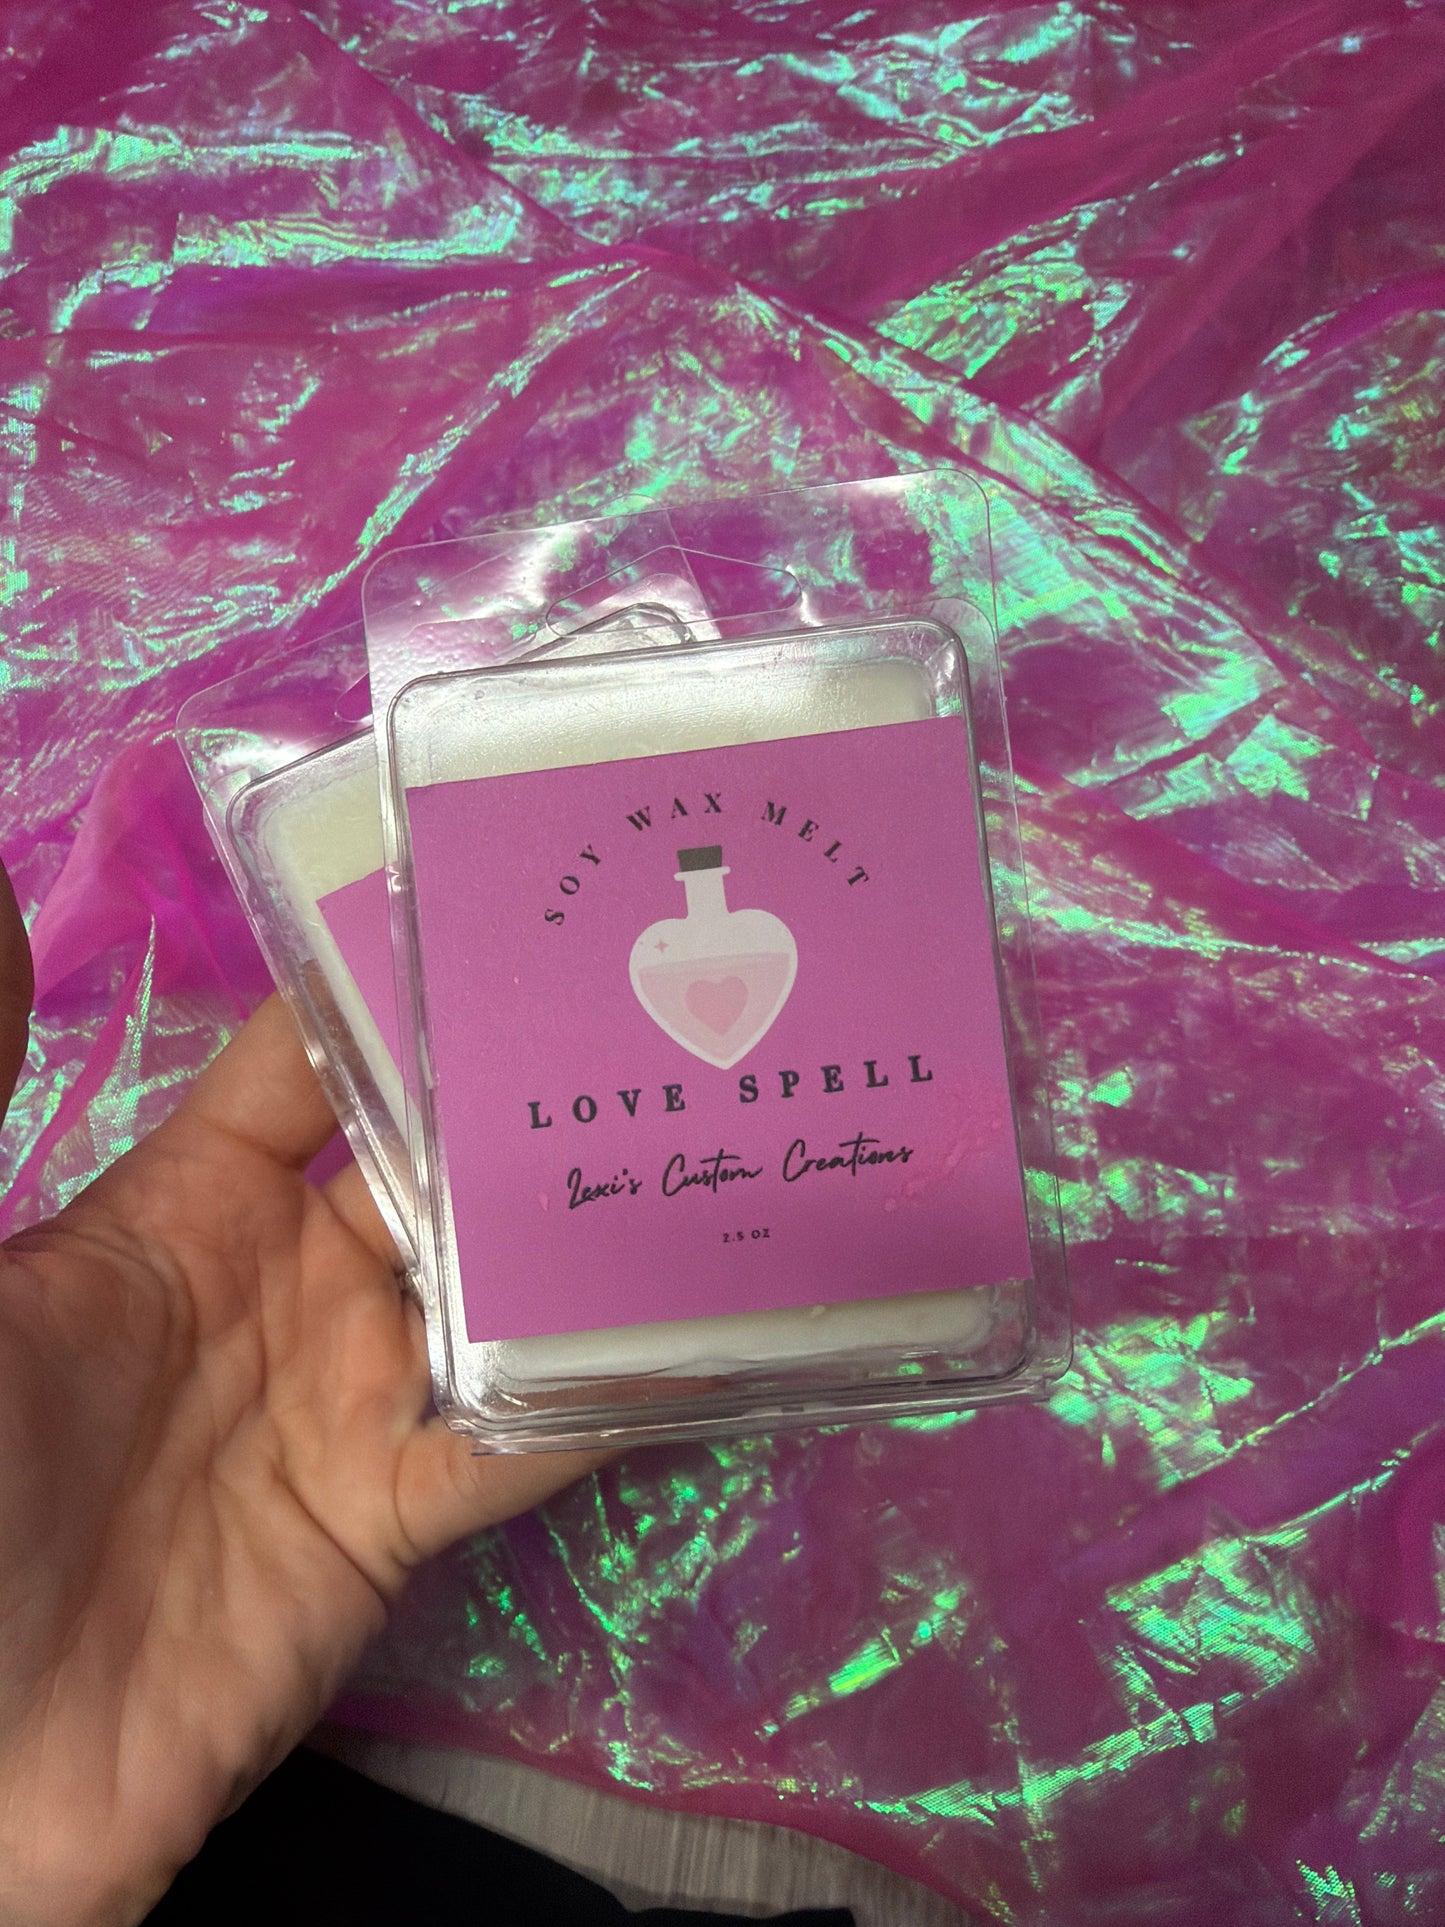 SOY WAX MELT
LOVE SPELL
Lexi's Custom Creations
2.5 OZ